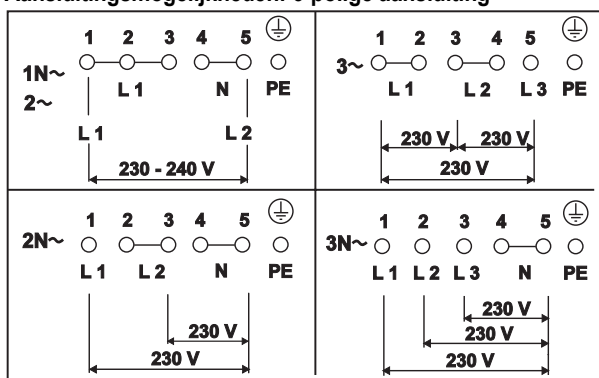 Aansluitingsmogelijkheden: 6-polige aansluiting
1 2 3 4 5
1N~
2~
L 1 N PE
L 1 L 2
230 - 240 V
1 2 3 4 5
3~
L 1 L 2 L 3 PE
230 V 230 V
230 V
1 2 3 4 5
2N~
L 1 L 2 N PE
230 V
230 V
1 2 3 4 5
3N~
L 1 L 2 L 3 N PE
230 V
230 V
230 V